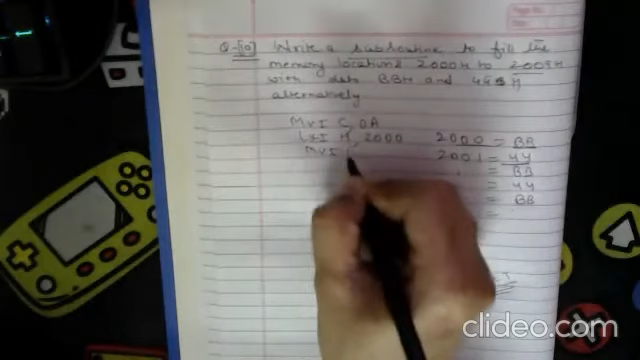 Q-10 Write a subroutine to fill the
memory locations 2000H to 2009H
with data BBH and 44H
alternatively
MVI C, 0A
LXI H, 2000 2000 = BB
MVI 2001 = 44
= BB
= 44
= BB
=
clideo.com